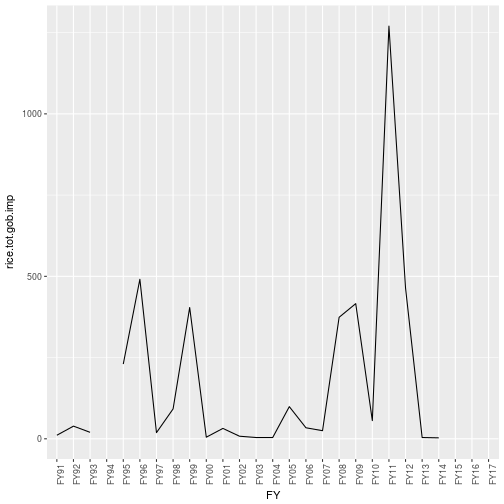 rice.tot.gob.imp
1000
500
0
FY91
FY92
FY93
FY94
FY95
FY96
FY97
FY98
FY99
FY00
FY01
FY02
FY03
FY04
FY05
FY06
FY07
FY08
FY09
FY10
FY11
FY12
FY13
FY14
FY15
FY16
FY17
FY